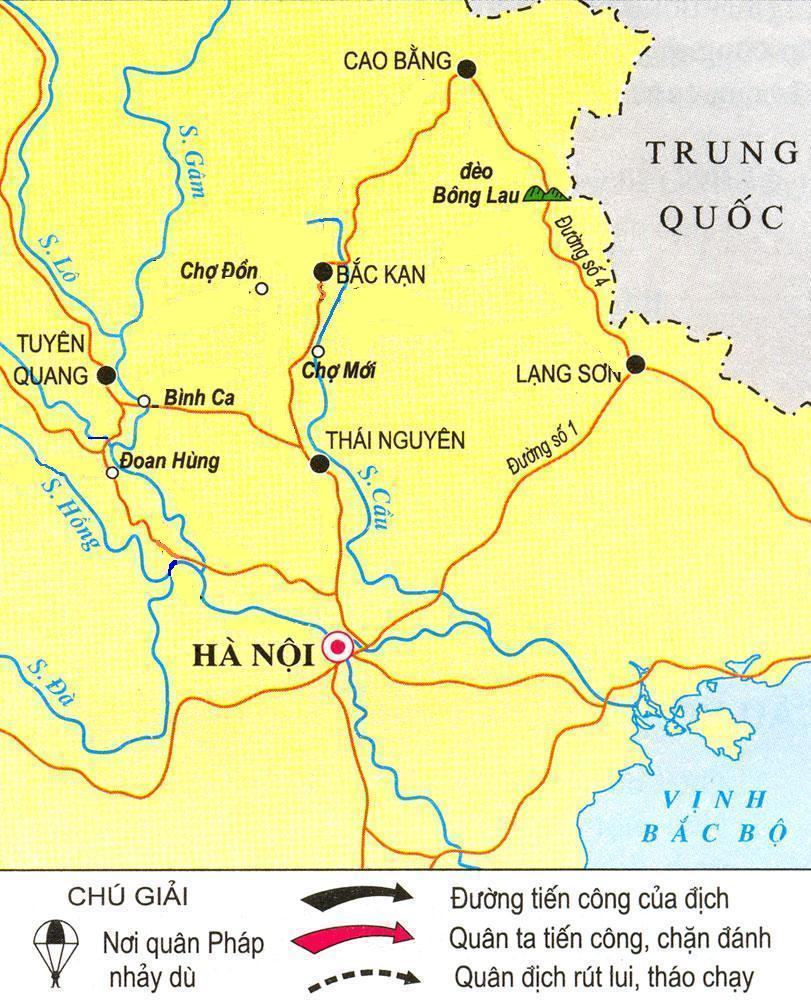 CAO BẰNG
TRUNG
QUỐC
đèo
Bông Lau
S. Gâm
Đường số 4
S. Lô
Chợ Đồn
BẮC KẠN
TUYÊN
QUANG
Chợ Mới
LẠNG SƠN
Bình Ca
THÁI NGUYÊN
Đường số 1
Đoan Hùng
S. Cầu
S. Hồng
HÀ NỘI
S. Đà
VỊNH
BẮC BỘ
CHÚ GIẢI
Nơi quân Pháp
nhảy dù
Đường tiến công của địch
Quân ta tiến công, chặn đánh
Quân địch rút lui, tháo chạy